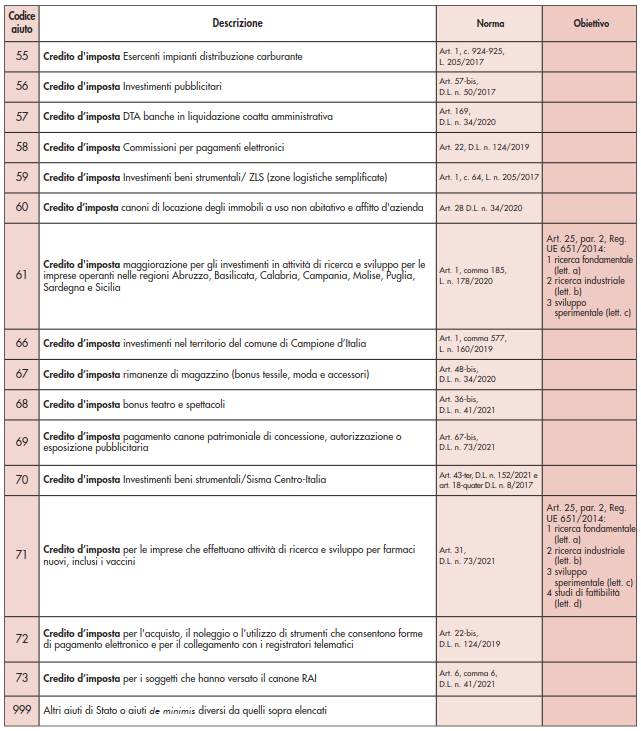 Codice
aiuto
Descrizione
Norma
Obiettivo
55
Credito d'imposta Esercenti impianti distribuzione carburante
Art. 1, c. 924-925,
L. 205/2017
56
Credito d'imposta Investimenti pubblicitari
Art. 57-bis,
D.L. n. 50/2017
57
Credito d'imposta DTA banche in liquidazione coatta amministrativa
Art. 169,
D.L. n. 34/2020
58
Credito d'imposta Commissioni per pagamenti elettronici
Art. 22, D.L. n. 124/2019
59
Credito d'imposta Investimenti beni strumentali/ ZLS (zone logistiche semplificate)
Art. 1, c. 64, L. n. 205/2017
60
Credito d'imposta canoni di locazione degli immobili a uso non abitativo e affitto d'azienda
Art. 28 D.L. n. 34/2020
61
Credito d'imposta maggiorazione per gli investimenti in attività di ricerca e sviluppo per le
imprese operanti nelle regioni Abruzzo, Basilicata, Calabria, Campania, Molise, Puglia,
Sardegna e Sicilia
Art. 1, comma 185,
L. n. 178/2020
Art. 25, par. 2, Reg.
UE 651/2014:
1 ricerca fondamentale
(lett. a)
2 ricerca industriale
(lett. b)
3 sviluppo
sperimentale (lett. c)
66
Credito d'imposta investimenti nel territorio del comune di Campione d'Italia
Art. 1, comma 577,
L. n. 160/2019
67
Credito d'imposta rimanenze di magazzino (bonus tessile, moda e accessori)
Art. 48-bis,
D.L. n. 34/2020
68
Credito d'imposta bonus teatro e spettacoli
Art. 36-bis,
D.L. n. 41/2021
69
Credito d'imposta pagamento canone patrimoniale di concessione, autorizzazione o
esposizione pubblicitaria
Art. 67-bis,
D.L. n. 73/2021
70
Credito d'imposta Investimenti beni strumentali/Sisma Centro-Italia
Art. 43-ter, D.L. n. 152/2021 e
art. 18-quater D.L. n. 8/2017
71
Credito d'imposta per le imprese che effettuano attività di ricerca e sviluppo per farmaci
nuovi, inclusi i vaccini
Art. 31,
D.L. n. 73/2021
Art. 25, par. 2, Reg.
UE 651/2014:
1 ricerca fondamentale
(lett. a)
2 ricerca industriale
(lett. b)
3 sviluppo
sperimentale (lett. c)
4 studi di fattibilità
(lett. d)
72
Credito d'imposta per l'acquisto, il noleggio o l'utilizzo di strumenti che consentono forme
di pagamento elettronico e per il collegamento con i registratori telematici
Art. 22-bis,
D.L. n. 124/2019
73
Credito d'imposta per i soggetti che hanno versato il canone RAI
Art. 6, comma 6,
D.L. n. 41/2021
999
Altri aiuti di Stato o aiuti de minimis diversi da quelli sopra elencati